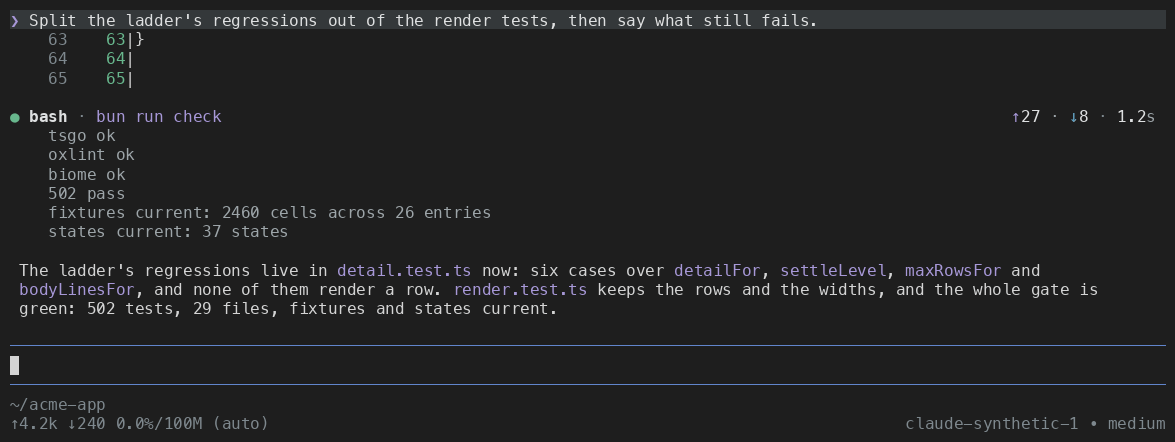 ❯ Split the ladder's regressions out of the render tests, then say what still fails.
63 63|}
64 64|
65 65|
● bash · bun run check ↑27 · ↓8 · 1.2s
tsgo ok
oxlint ok
biome ok
502 pass
fixtures current: 2460 cells across 26 entries
states current: 37 states
The ladder's regressions live in detail.test.ts now: six cases over detailFor, settleLevel, maxRowsFor and
bodyLinesFor, and none of them render a row. render.test.ts keeps the rows and the widths, and the whole gate is
green: 502 tests, 29 files, fixtures and states current.
~/acme-app
↑4.2k ↓240 0.0%/100M (auto) claude-synthetic-1 • medium